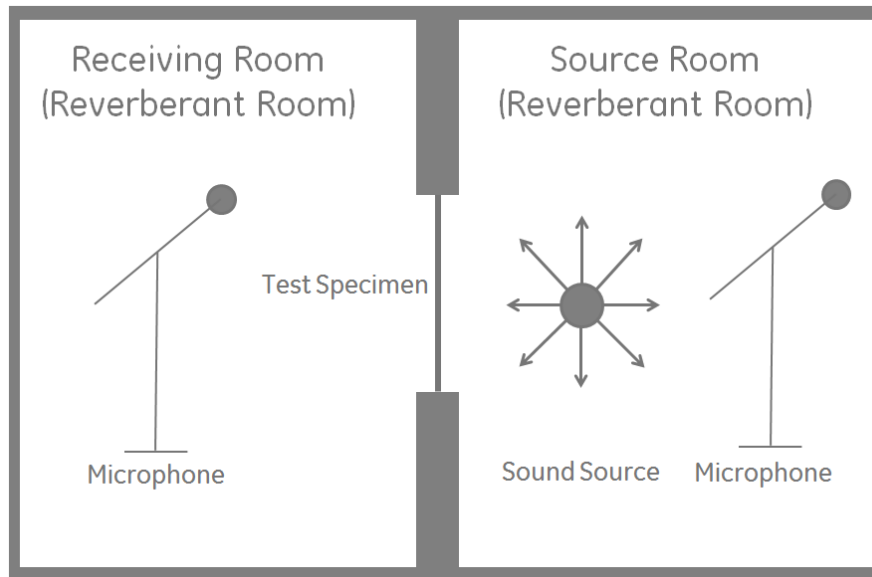 Receiving Room
(Reverberant Room)
Source Room
(Reverberant Room)
Test Specimen
Microphone
Sound Source
Microphone